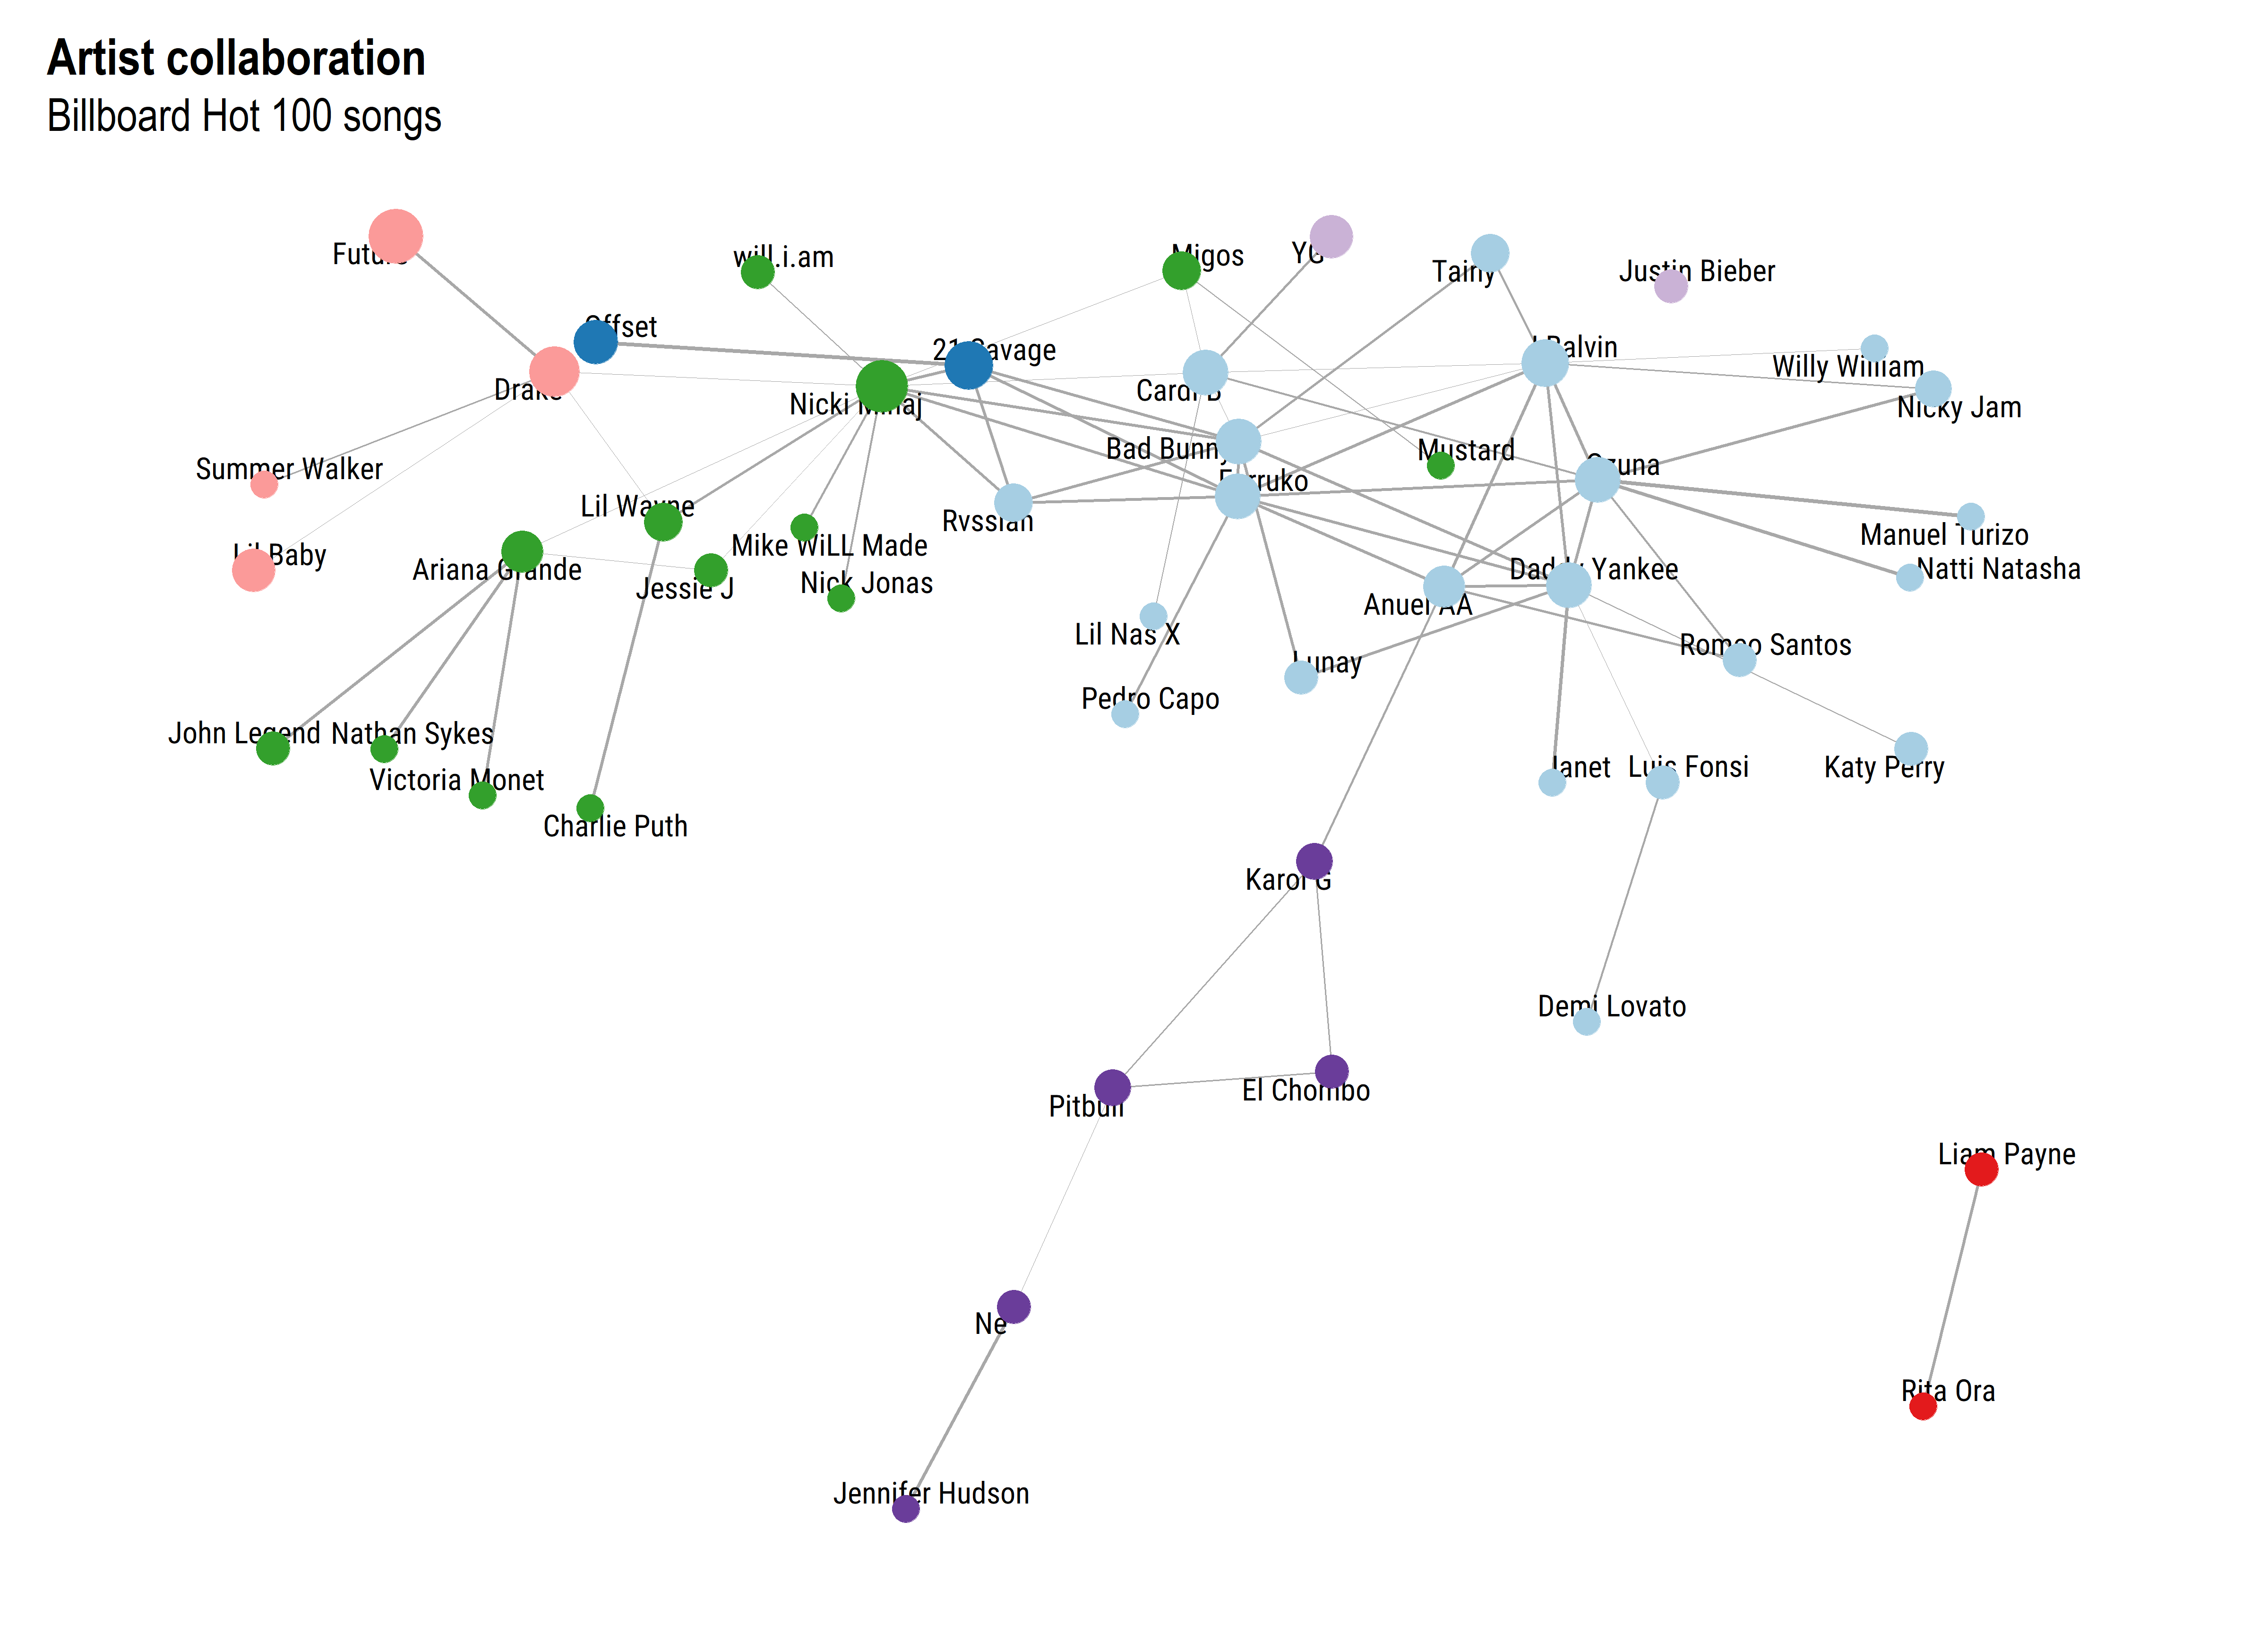 Artist collaboration
Billboard Hot 100 songs
Future
will.i.am
Migos
YG
Tainy
Justin Bieber
Offset
21 Savage
J Balvin
Willy William
Drake
Nicki Minaj
Cardi B
Nicky Jam
Summer Walker
Bad Bunny
Mustard
Ozuna
Farruko
Lil Wayne
Rvssian
Manuel Turizo
Lil Baby
Ariana Grande
Mike WiLL Made
Jessie J
Nick Jonas
Daddy Yankee
Natti Natasha
Anuel AA
Lil Nas X
Lunay
Romeo Santos
Pedro Capo
John Legend
Nathan Sykes
Victoria Monet
Charlie Puth
Janet
Luis Fonsi
Katy Perry
Karol G
Demi Lovato
Pitbull
El Chombo
Liam Payne
Ne
Rita Ora
Jennifer Hudson